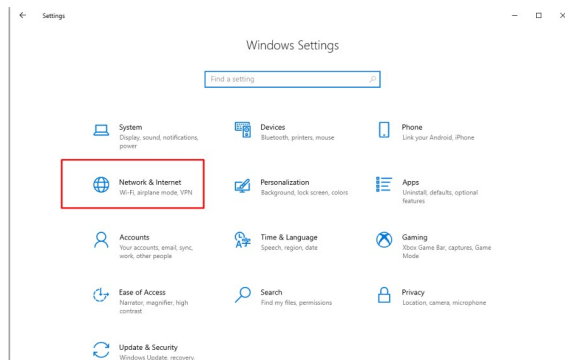 Settings
Windows Settings
Find a setting
System
Display, sound, notifications,
power
Devices
Bluetooth, printers, mouse
Phone
Link your Android, iPhone
Network & Internet
Wi-Fi, airplane mode, VPN
Personalization
Background, lock screen, colors
Apps
Uninstall, defaults, optional
features
Accounts
Your accounts, email, sync,
work, other people
Time & Language
Speech, region, date
Gaming
Xbox Game Bar, captures, Game
Mode
Ease of Access
Narrator, magnifier, high
contrast
Search
Find my files, permissions
Privacy
Location, camera, microphone
Update & Security
Windows Update, recovery,